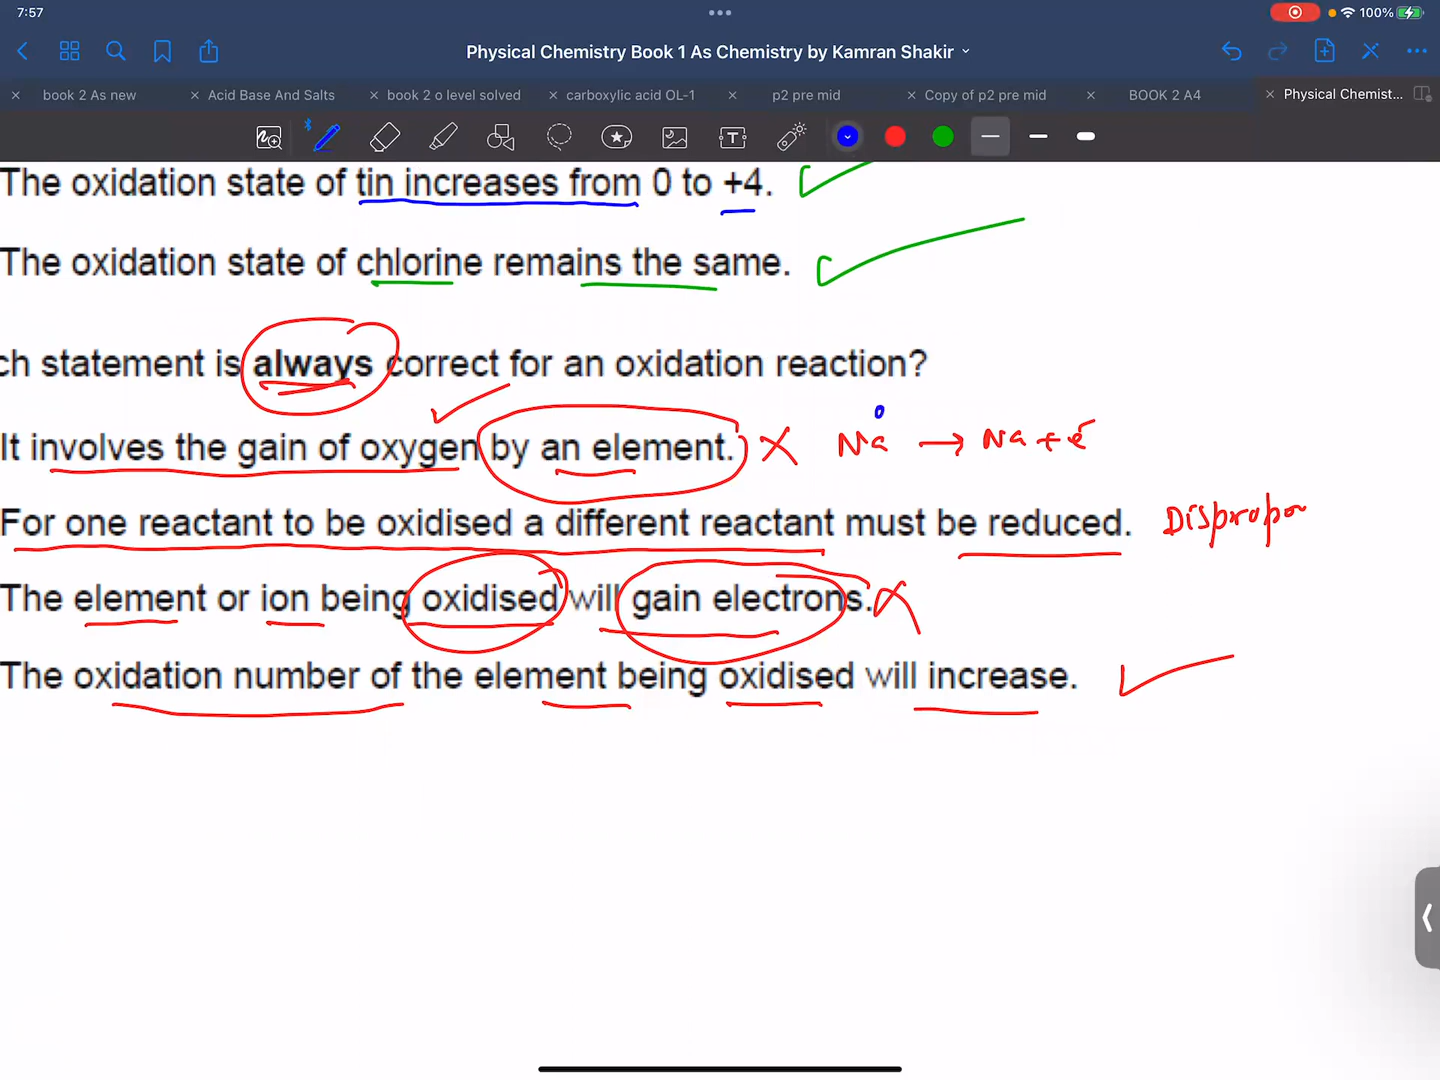 7:57
100%
Physical Chemistry Book 1 As Chemistry by Kamran Shakir
book 2 As new
Acid Base And Salts
book 2 o level solved
carboxylic acid OL-1
p2 pre mid
Copy of p2 pre mid
BOOK 2 A4
Physical Chemist...
The oxidation state of tin increases from 0 to +4.
The oxidation state of chlorine remains the same.
ch statement is always correct for an oxidation reaction?
It involves the gain of oxygen by an element. Na⁰ → Na + e⁻
For one reactant to be oxidised a different reactant must be reduced. Dispropor
The element or ion being oxidised will gain electrons.
The oxidation number of the element being oxidised will increase.